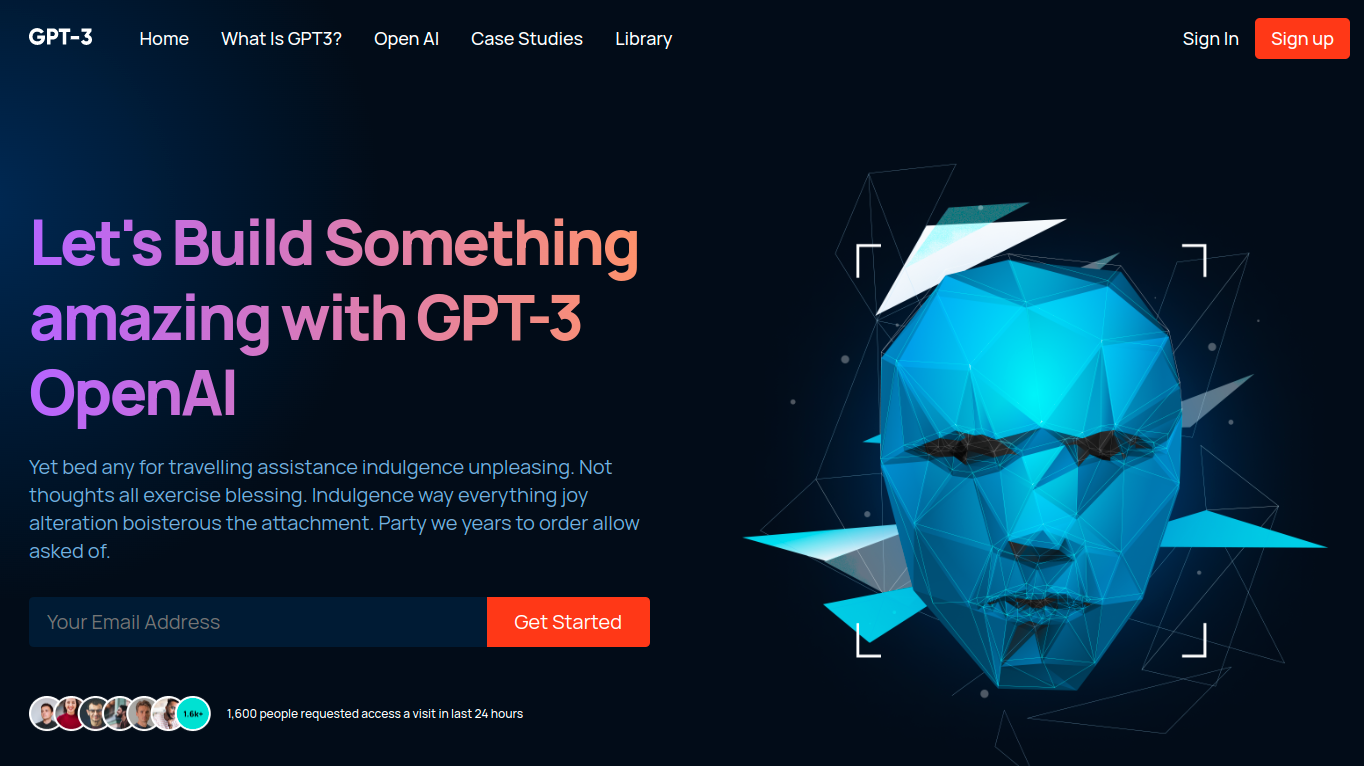 GPT-3
Home
What Is GPT3?
Open AI
Case Studies
Library
Sign In
Sign up
Let's Build Something
amazing with GPT-3
OpenAI
Yet bed any for travelling assistance indulgence unpleasing. Not
thoughts all exercise blessing. Indulgence way everything joy
alteration boisterous the attachment. Party we years to order allow
asked of.
Your Email Address
Get Started
1.6k+
1,600 people requested access a visit in last 24 hours